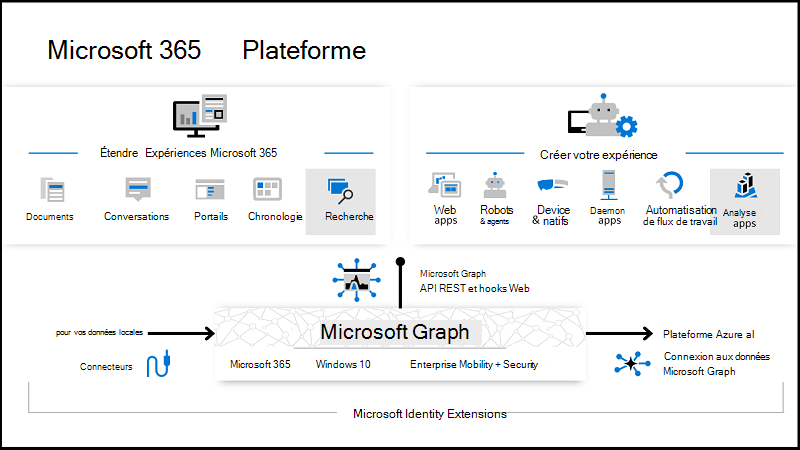 Microsoft 365 Plateforme
Étendre Expériences Microsoft 365
Documents
Conversations
Portails
Chronologie
Recherche
Créer votre expérience
Web
apps
Robots
& agents
Device
& natifs
Daemon
apps
Automatisation
de flux de travail
Analyse
apps
Microsoft Graph
API REST et hooks Web
pour vos données locales
Connecteurs
Microsoft Graph
Microsoft 365 Windows 10 Enterprise Mobility + Security
Plateforme Azure al
Connexion aux données
Microsoft Graph
Microsoft Identity Extensions